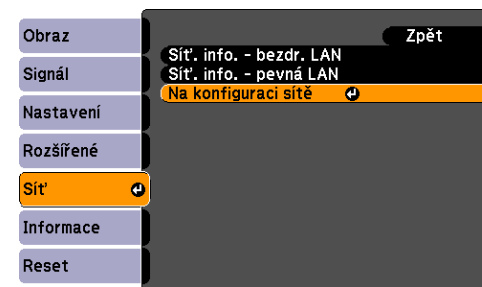 Obraz
Signál
Nastavení
Rozšířené
Síť
Informace
Reset
Zpět
Síť. info. - bezdr. LAN
Síť. info. - pevná LAN
Na konfiguraci sítě